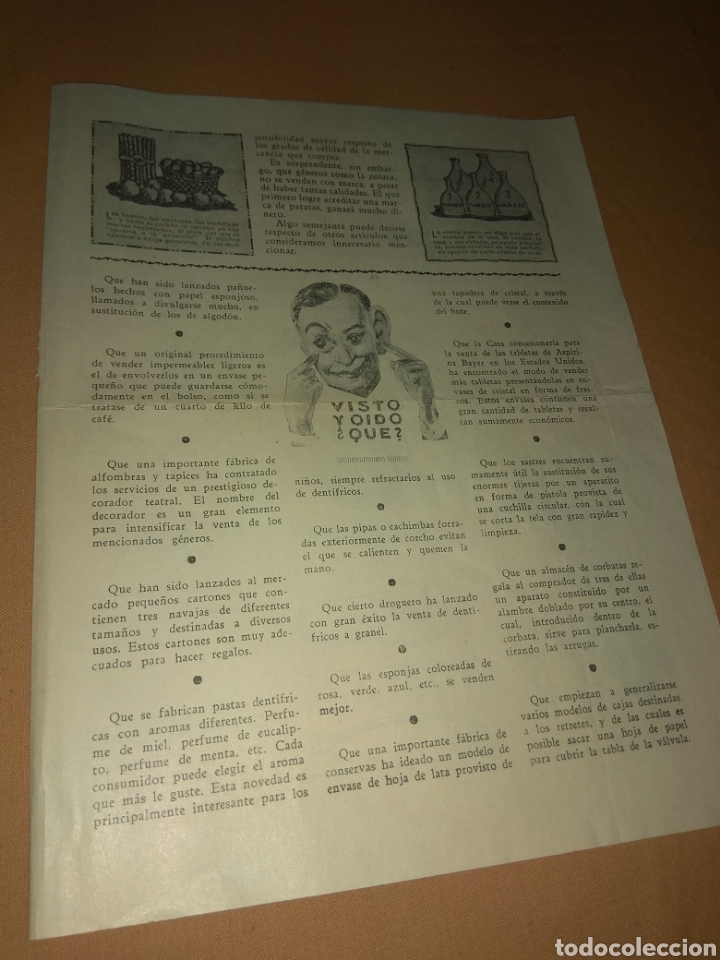 sensibilidad mayor respecto de
los grados de calidad de la mer-
cancia que compra.
Es sorprendente, sin embar-
go, que géneros como la patata,
no se vendan con marca, a pesar
de haber tantas calidades. El que
primero logre acreditar una mar-
ca de patatas, ganará mucho di-
nero.
Algo semejante puede decirse
respecto de otros artículos que
consideramos innecesario men-
cionar.
Que han sido lanzados pañue-
los hechos con papel esponjoso,
llamados a divulgarse mucho, en
sustitución de los de algodón.
Que un original procedimiento
de vender impermeables ligeros es
el de envolverlos en un envase pe-
queño que puede guardarse cómo-
damente en el bolso, como si se
tratase de un cuarto de kilo de
café.
Que una importante fábrica de
alfombras y tapices ha contratado
los servicios de un prestigioso de-
corador teatral. El nombre del
decorador es un gran elemento
para intensificar la venta de los
mencionados géneros.
Que han sido lanzados al mer-
cado pequeños cartones que con-
tienen tres navajas de diferentes
tamaños y destinadas a diversos
usos. Estos cartones son muy ade-
cuados para hacer regalos.
Que se fabrican pastas dentífri-
cas con aromas diferentes. Perfu-
me de miel, perfume de eucalip-
to, perfume de menta, etc. Cada
consumidor puede elegir el aroma
que más le guste. Esta novedad es
principalmente interesante para los
VISTO
Y OIDO
¿QUE?
niños, siempre refractarios al uso
de dentífricos.
Que las pipas o cachimbas forra-
das exteriormente de corcho evitan
el que se calienten y quemen la
mano.
Que cierto droguero ha lanzado
con gran éxito la venta de dentí-
fricos a granel.
Que las esponjas coloreadas de
rosa, verde, azul, etc., se venden
mejor.
Que una importante fábrica de
conservas ha ideado un modelo de
envase de hoja de lata provisto de
una tapadera de cristal, a través
de la cual puede verse el contenido
del bote.
Que la Casa concesionaria para
la venta de las tabletas de Aspiri-
na Bayer en los Estados Unidos,
ha encontrado el modo de vender
más tabletas presentándolas en en-
vases de cristal en forma de fras-
cos. Estos envases contienen una
gran cantidad de tabletas y resul-
tan sumamente económicos.
Que los sastres encuentran su-
mamente útil la sustitución de sus
enormes tijeras por un aparatito
en forma de pistola provista de
una cuchilla circular, con la cual
se corta la tela con gran rapidez y
limpieza.
Que un almacén de corbatas re-
gala al comprador de tres de ellas
un aparato constituído por un
alambre doblado por su centro, el
cual, introducido dentro de la
corbata, sirve para plancharla, es-
tirando las arrugas.
Que empiezan a generalizarse
varios modelos de cajas destinadas
a los retretes, y de las cuales es
posible sacar una hoja de papel
para cubrir la tabla de la válvula.
todocoleccion